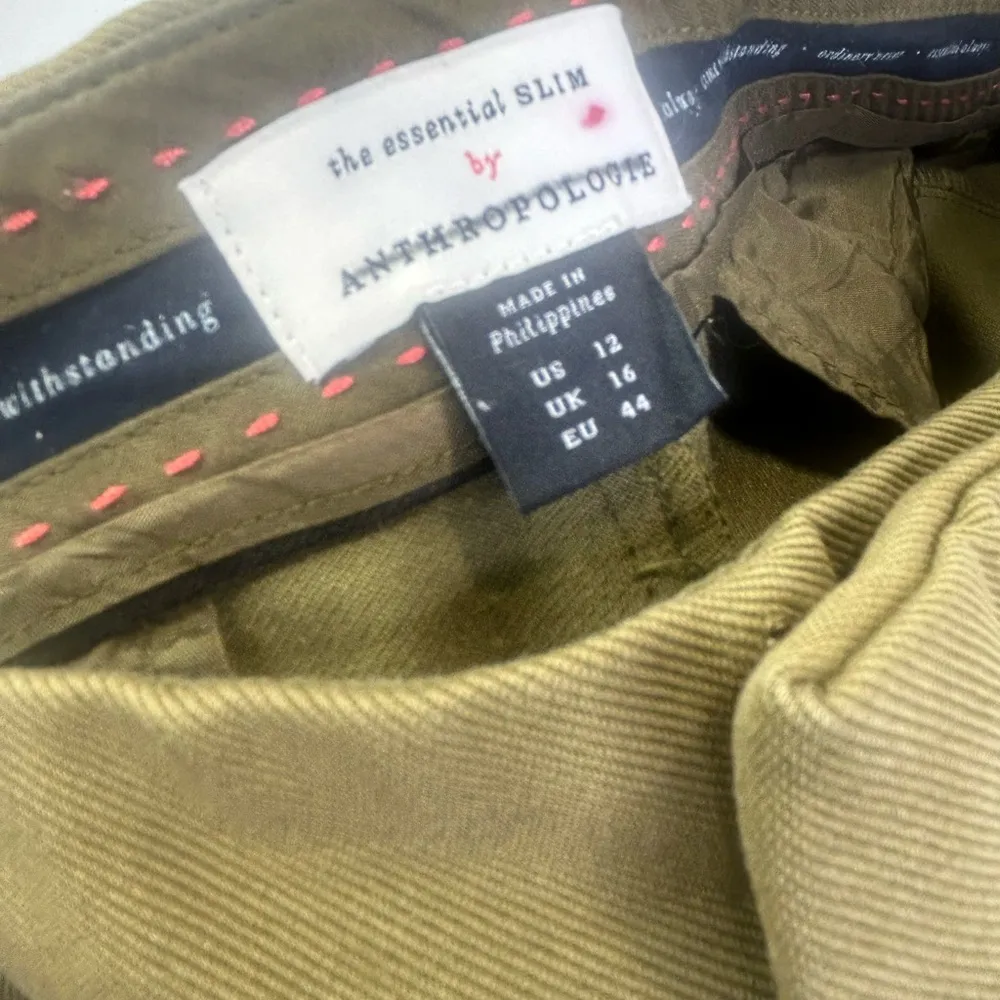 the essential SLIM
by
ANTHROPOLOGIE
MADE IN
Philippines
US 12
UK 16
EU 44
withstanding